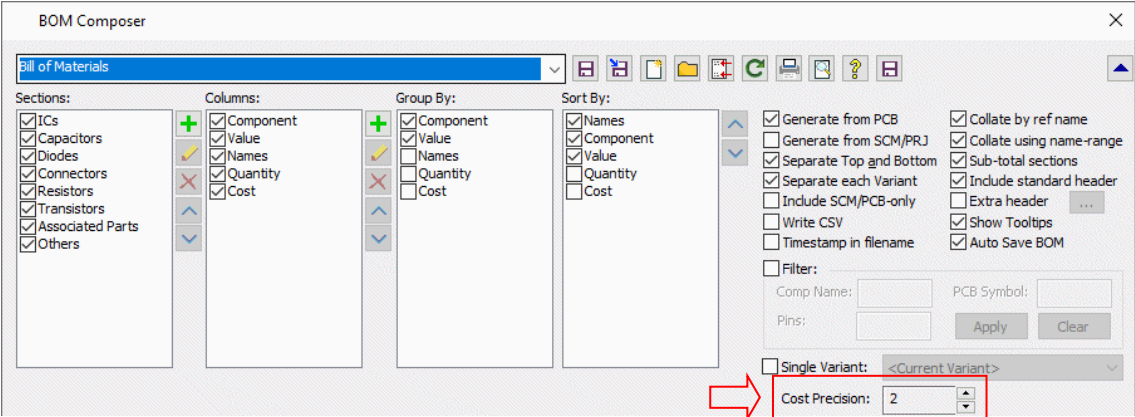 BOM Composer
Bill of Materials
Sections:
ICs
Capacitors
Diodes
Connectors
Resistors
Transistors
Associated Parts
Others
Columns:
Component
Value
Names
Quantity
Cost
Group By:
Component
Value
Names
Quantity
Cost
Sort By:
Names
Component
Value
Quantity
Cost
Generate from PCB
Generate from SCM/PRJ
Separate Top and Bottom
Separate each Variant
Include SCM/PCB-only
Write CSV
Timestamp in filename
Collate by ref name
Collate using name-range
Sub-total sections
Include standard header
Extra header ...
Show Tooltips
Auto Save BOM
Filter:
Comp Name: PCB Symbol:
Pins: Apply Clear
Single Variant: <Current Variant>
Cost Precision: 2